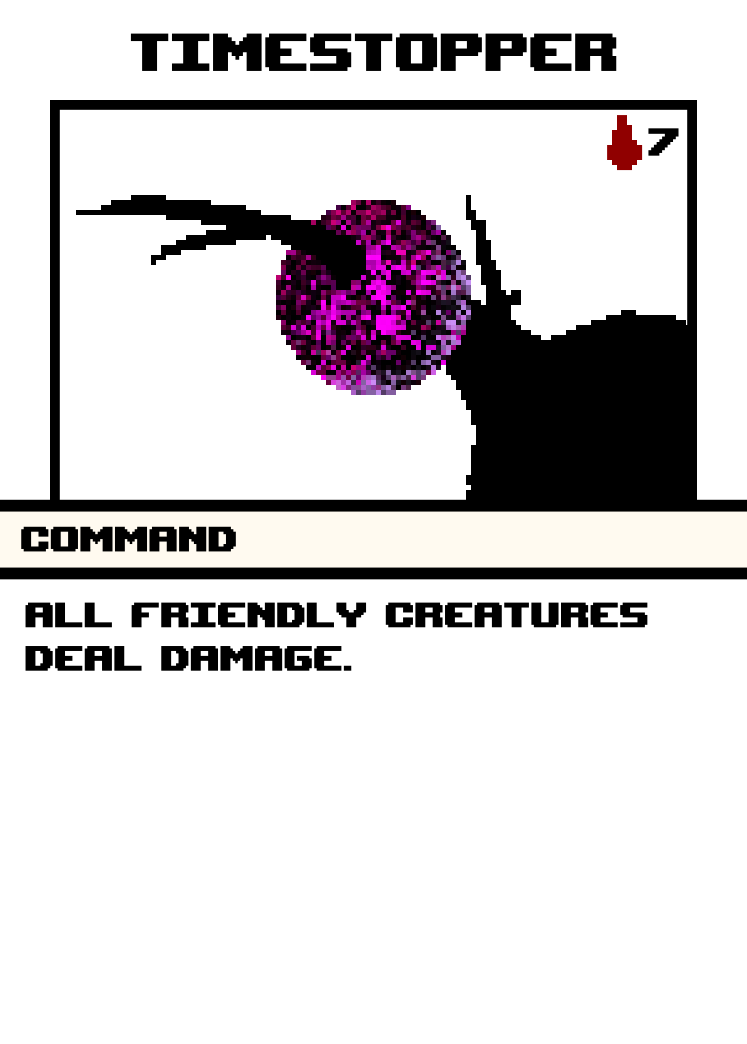 TIMESTOPPER
7
COMMAND
ALL FRIENDLY CREATURES
DEAL DAMAGE.